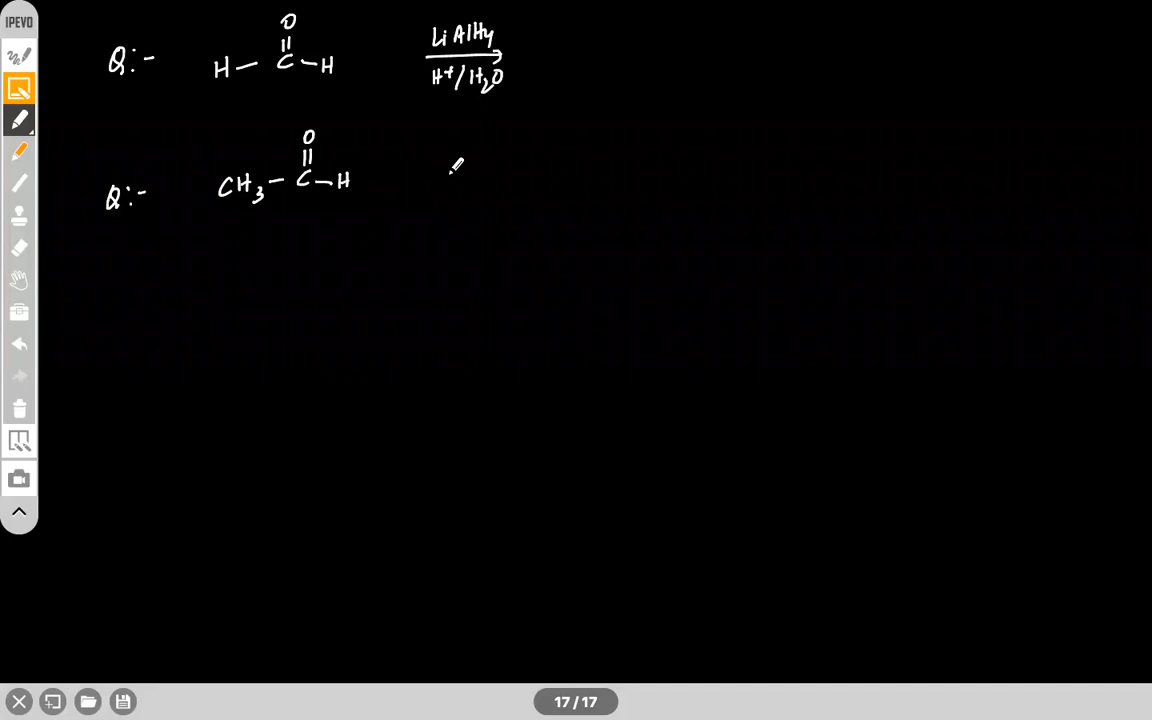 IPEVO
O
Q:- H - C - H LiAlH4
H+/H2O
O
Q:- CH3 - C - H
17/17